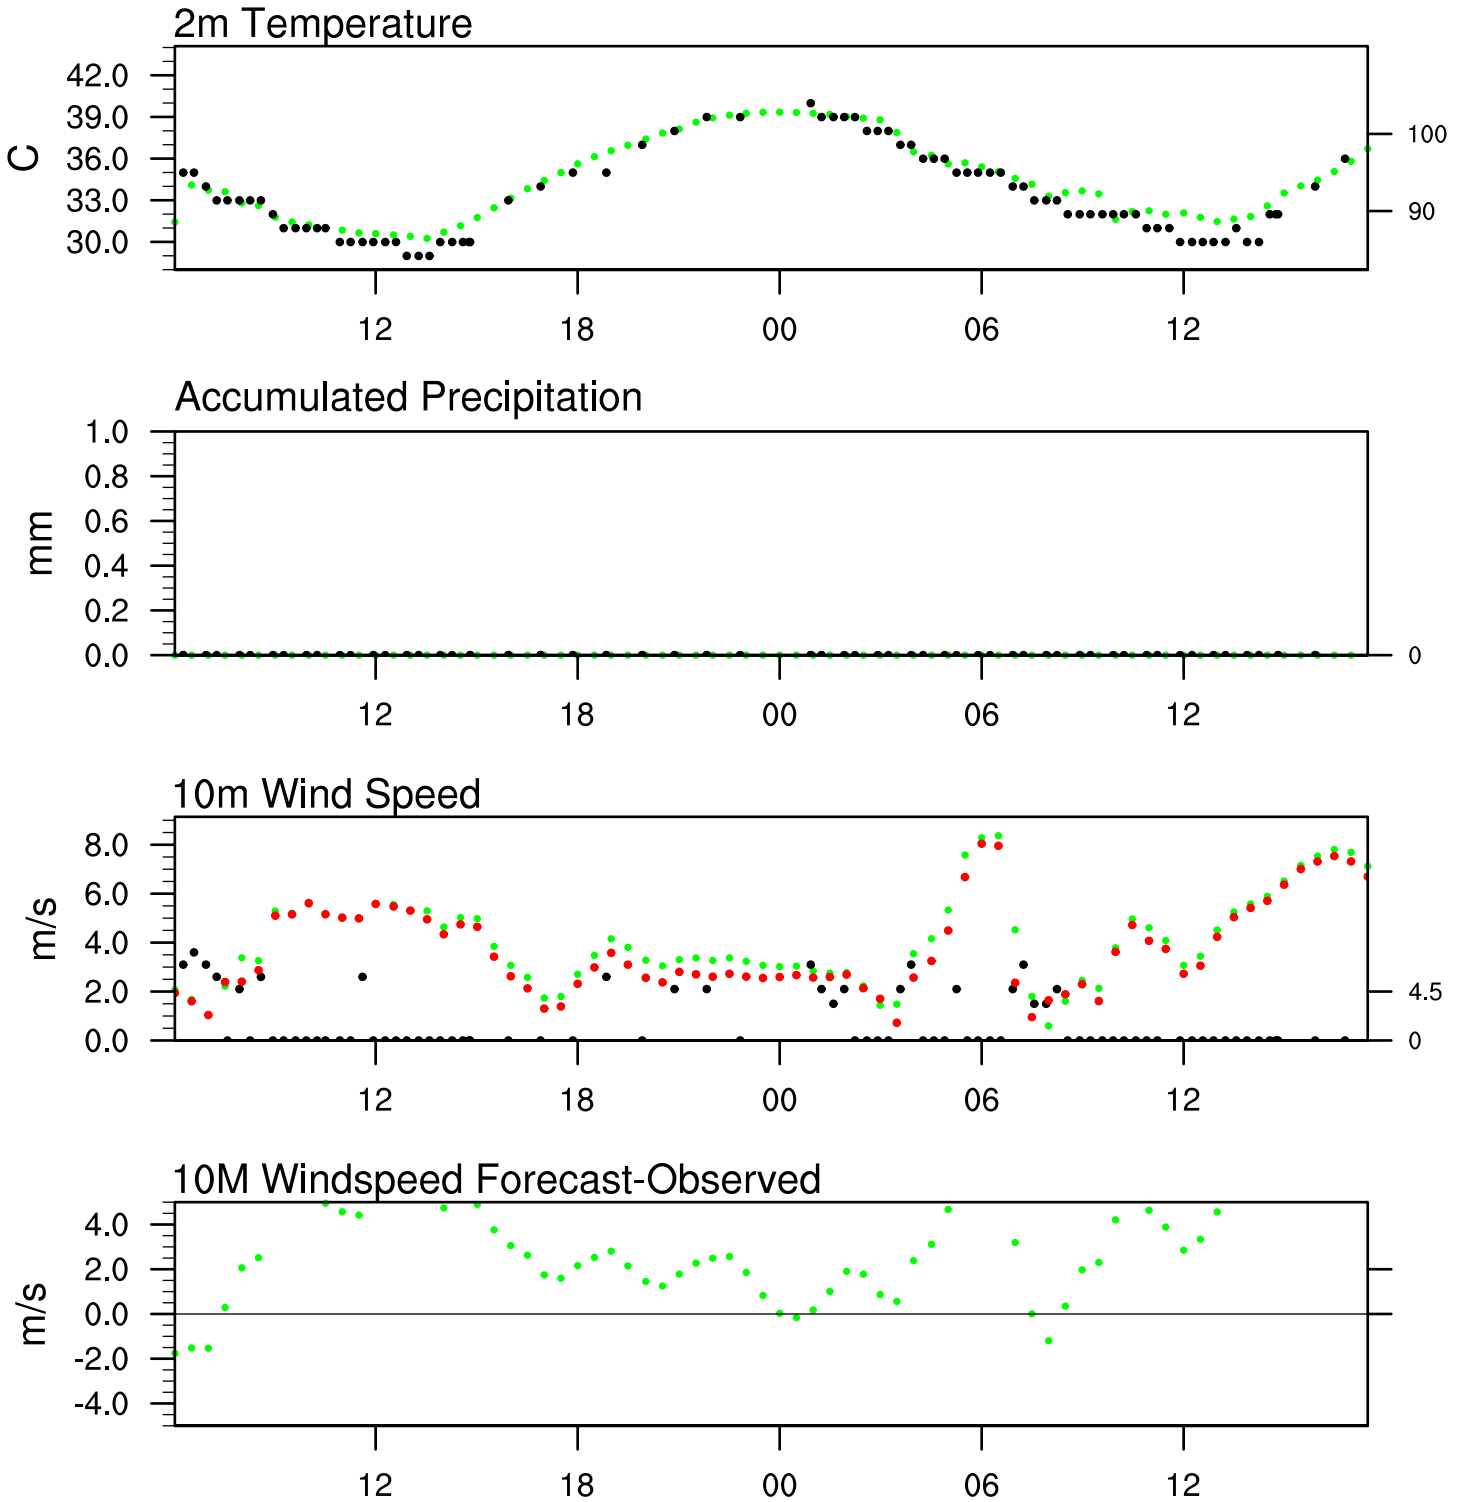 2m Temperature
42.0
39.0
36.0
33.0
30.0
C
100
90
12 18 00 06 12
Accumulated Precipitation
1.0
0.8
0.6
0.4
0.2
0.0
mm
0
12 18 00 06 12
10m Wind Speed
8.0
6.0
4.0
2.0
0.0
m/s
4.5
0
12 18 00 06 12
10M Windspeed Forecast-Observed
4.0
2.0
0.0
-2.0
-4.0
m/s
12 18 00 06 12